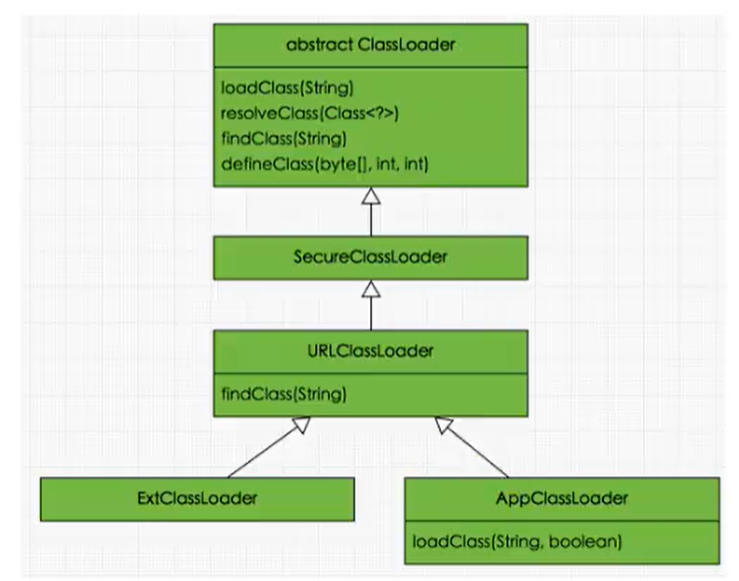 abstract ClassLoader
loadClass(String)
resolveClass(Class<?>)
findClass(String)
defineClass(byte[], int, int)
SecureClassLoader
URLClassLoader
findClass(String)
ExtClassLoader
AppClassLoader
loadClass(String, boolean)